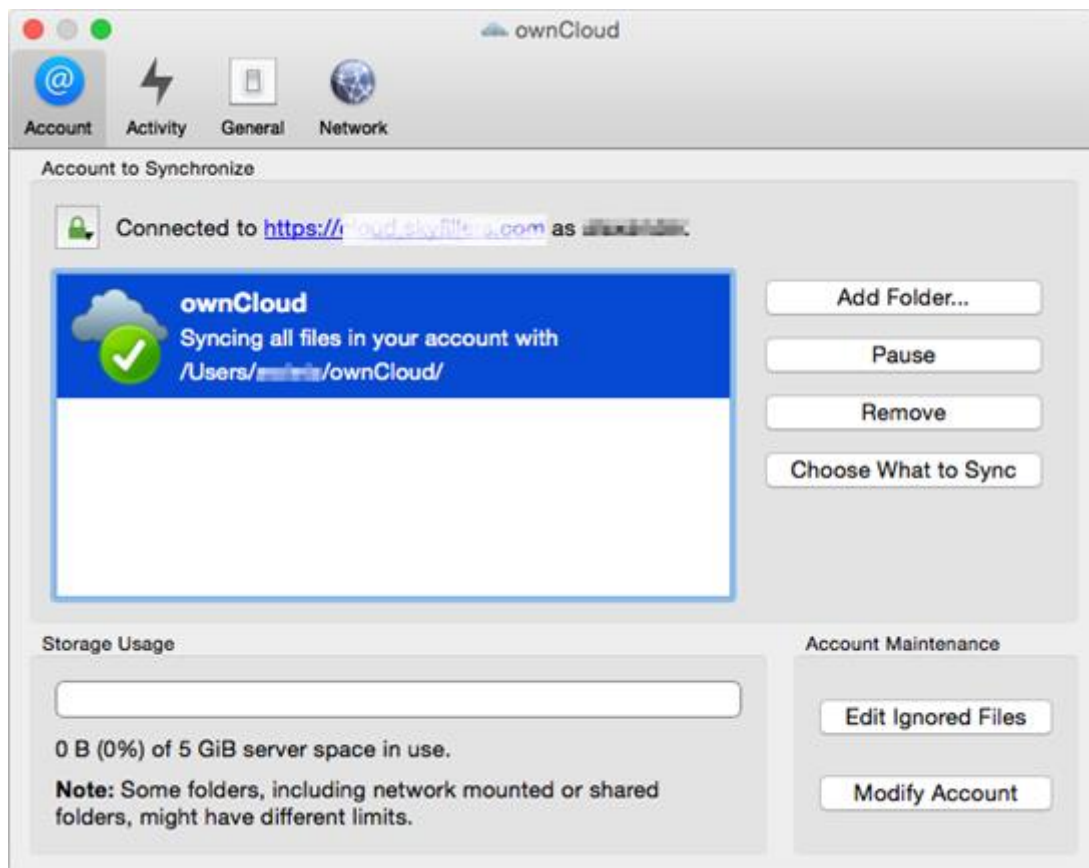 ownCloud
Account Activity General Network
Account to Synchronize
Connected to https://cloud.skyfillers.com as
ownCloud
Syncing all files in your account with
/Users/ /ownCloud/
Add Folder...
Pause
Remove
Choose What to Sync
Storage Usage
0 B (0%) of 5 GiB server space in use.
Note: Some folders, including network mounted or shared
folders, might have different limits.
Account Maintenance
Edit Ignored Files
Modify Account